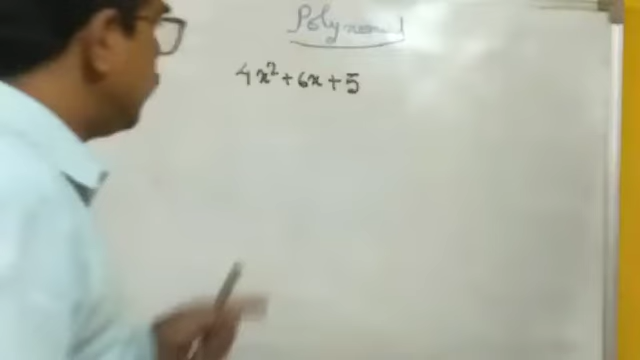 Polynomial
4x² + 6x + 5